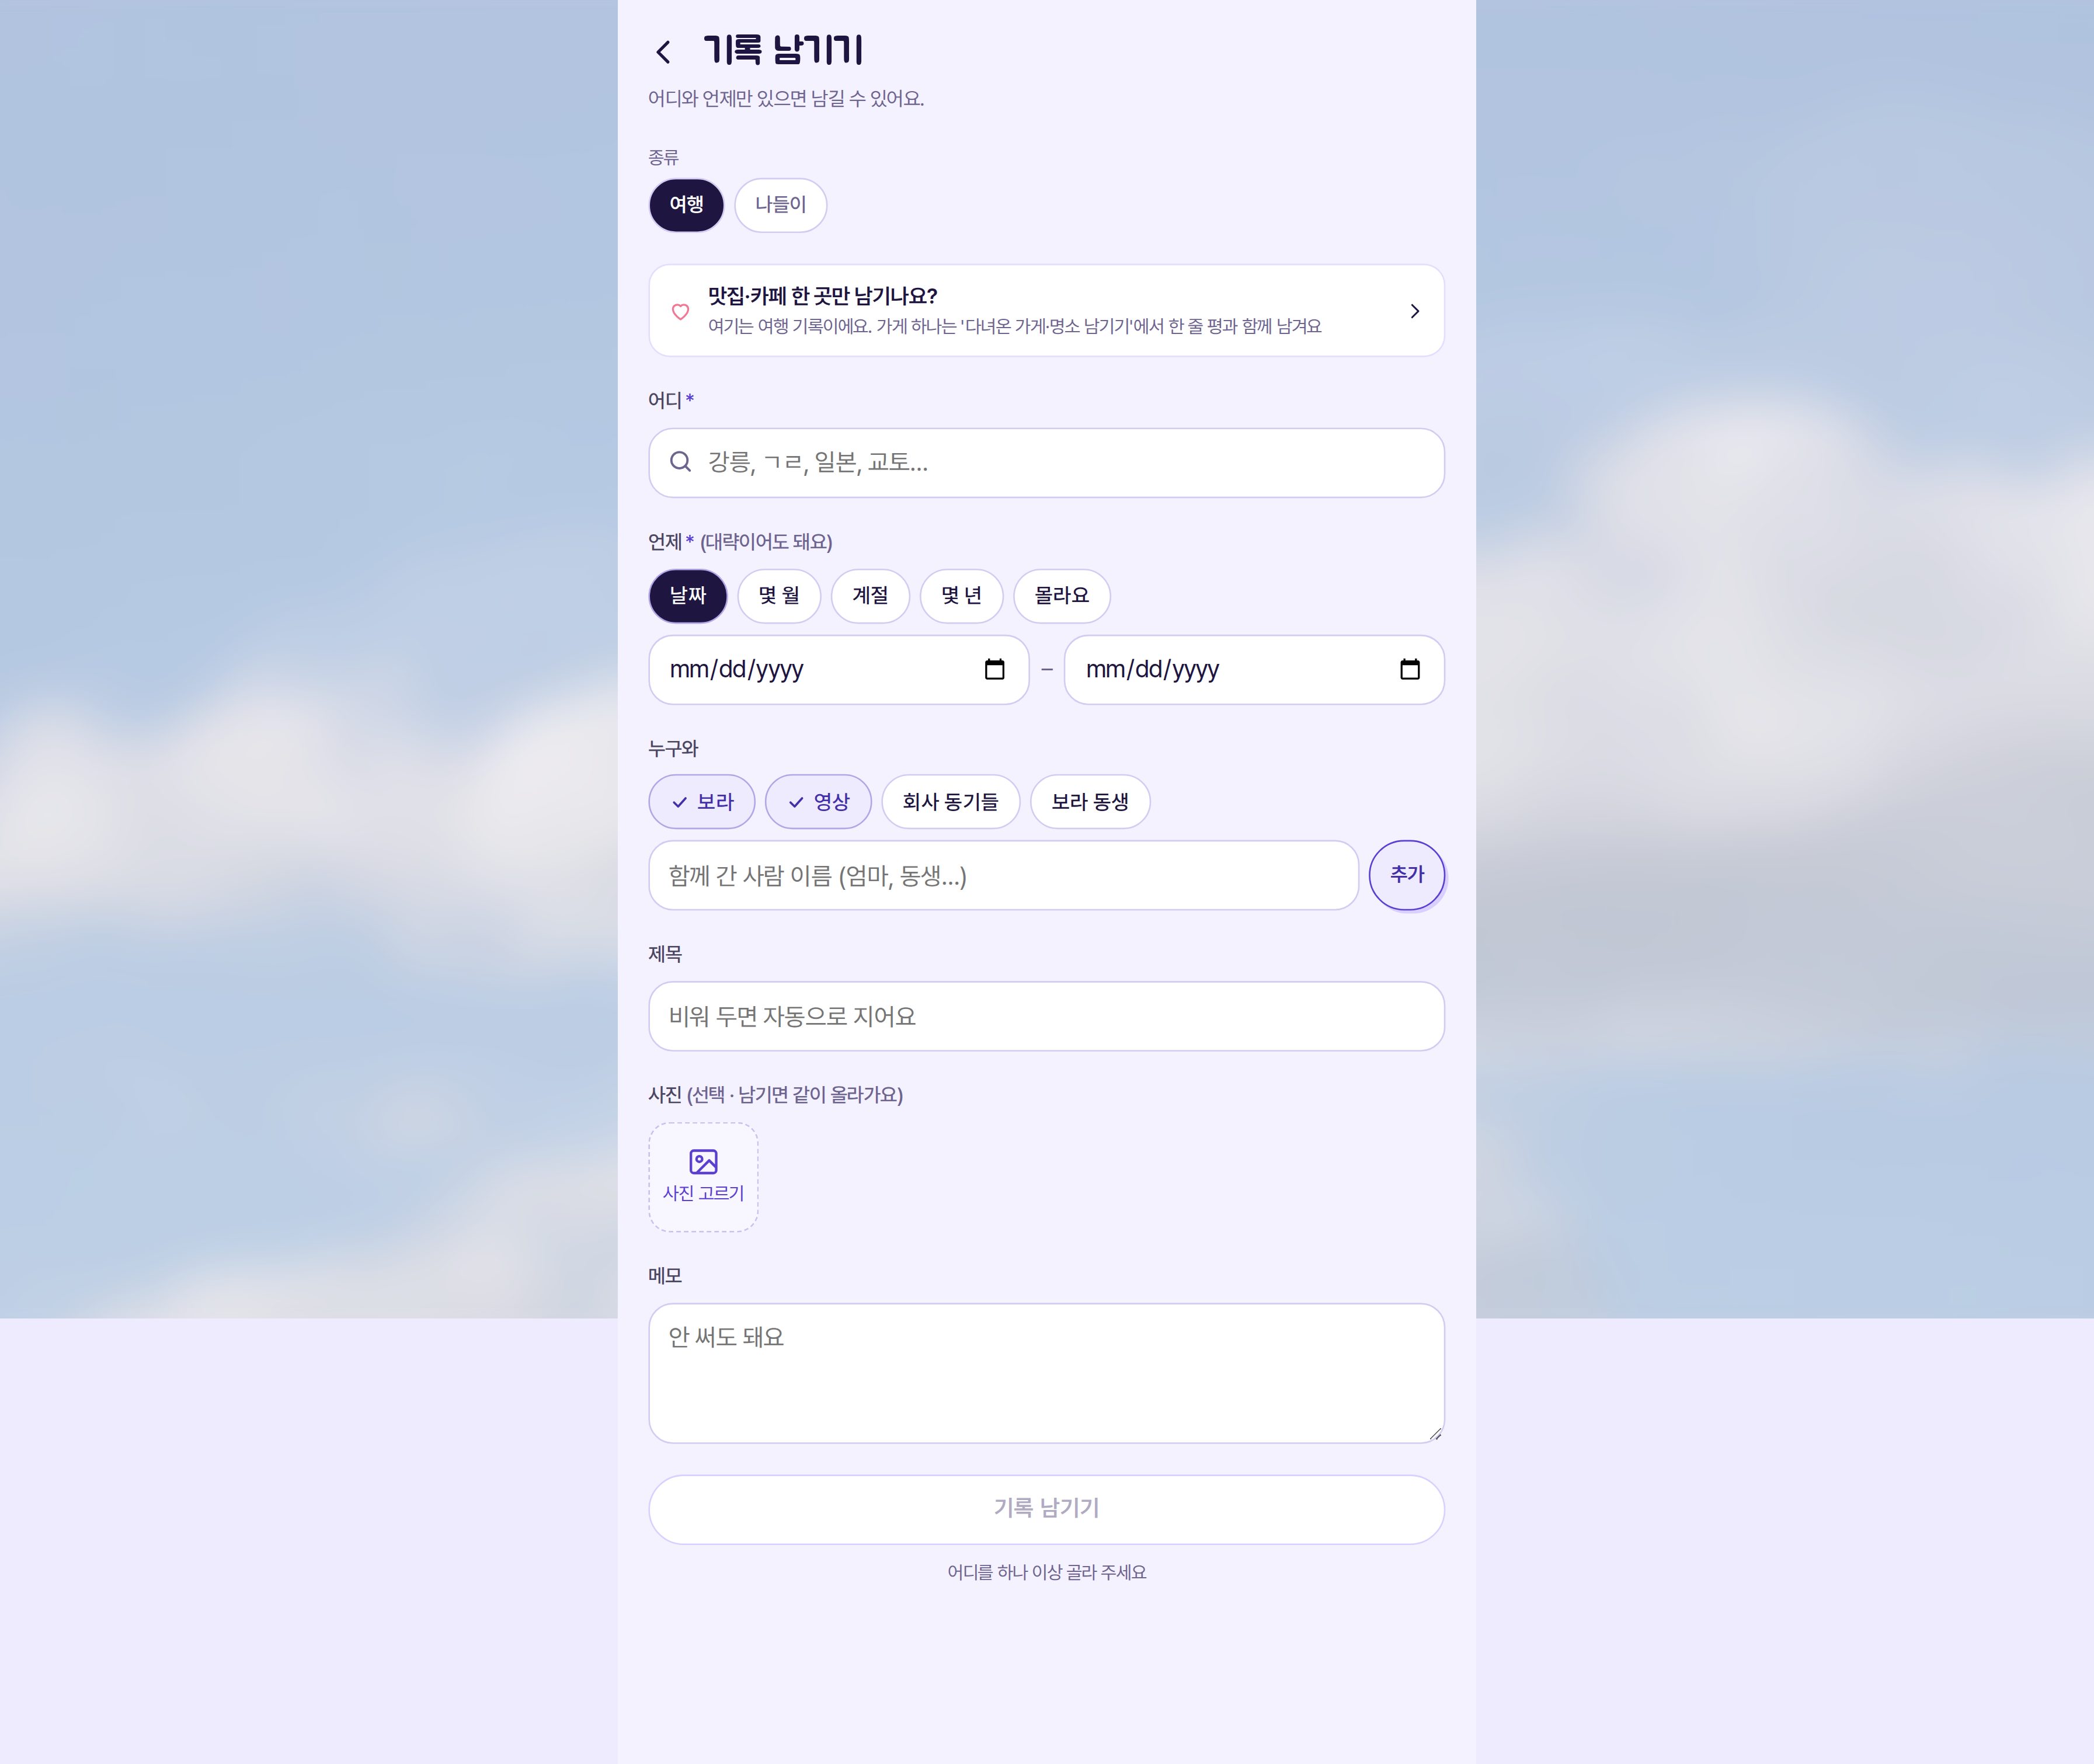 기록 남기기
어디와 언제만 있으면 남길 수 있어요.
종류
여행 나들이
맛집·카페 한 곳만 남기나요?
여기는 여행 기록이에요. 가게 하나는 '다녀온 가게·명소 남기기'에서 한 줄 평과 함께 남겨요
어디 *
강릉, ㄱㄹ, 일본, 교토...
언제 * (대략이어도 돼요)
날짜 몇 월 계절 몇 년 몰라요
mm/dd/yyyy – mm/dd/yyyy
누구와
보라 영상 회사 동기들 보라 동생
함께 간 사람 이름 (엄마, 동생...) 추가
제목
비워 두면 자동으로 지어요
사진 (선택 · 남기면 같이 올라가요)
사진 고르기
메모
안 써도 돼요
기록 남기기
어디를 하나 이상 골라 주세요